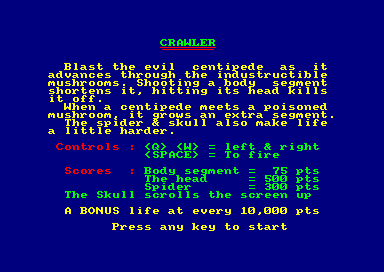 CRAWLER
Blast the evil centipede as it
advances through the industructible
mushrooms. Shooting a body segment
shortens it, hitting its head kills
it off.
When a centipede meets a poisoned
mushroom, it grows an extra segment.
The spider & skull also make life
a little harder.
Controls : <Q> <W> = left & right
<SPACE> = To fire
Scores : Body segment = 75 pts
The head = 500 pts
Spider = 300 pts
The Skull scrolls the screen up
A BONUS life at every 10,000 pts
Press any key to start